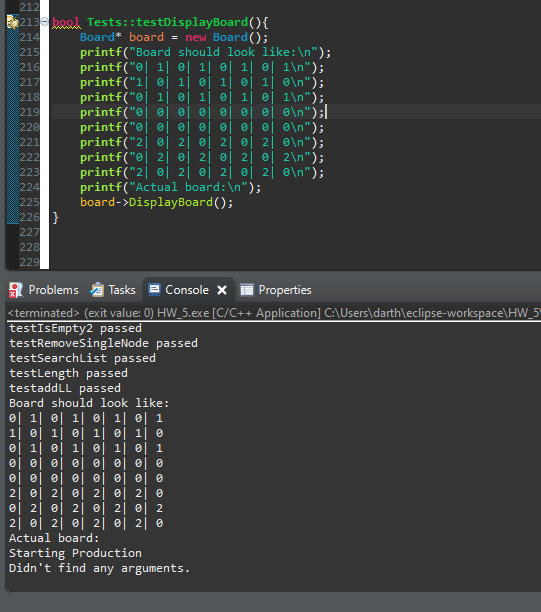 212
213 bool Tests::testDisplayBoard(){
214 Board* board = new Board();
215 printf("Board should look like:\n");
216 printf("0| 1| 0| 1| 0| 1| 0| 1\n");
217 printf("1| 0| 1| 0| 1| 0| 1| 0\n");
218 printf("0| 1| 0| 1| 0| 1| 0| 1\n");
219 printf("0| 0| 0| 0| 0| 0| 0| 0\n");
220 printf("0| 0| 0| 0| 0| 0| 0| 0\n");
221 printf("2| 0| 2| 0| 2| 0| 2| 0\n");
222 printf("0| 2| 0| 2| 0| 2| 0| 2\n");
223 printf("2| 0| 2| 0| 2| 0| 2| 0\n");
224 printf("Actual board:\n");
225 board->DisplayBoard();
226 }
227
228
229
Problems Tasks Console Properties
<terminated> (exit value: 0) HW_5.exe [C/C++ Application] C:\Users\darth\eclipse-workspace\HW_5\
testIsEmpty2 passed
testRemoveSingleNode passed
testSearchList passed
testLength passed
testaddLL passed
Board should look like:
0| 1| 0| 1| 0| 1| 0| 1
1| 0| 1| 0| 1| 0| 1| 0
0| 1| 0| 1| 0| 1| 0| 1
0| 0| 0| 0| 0| 0| 0| 0
0| 0| 0| 0| 0| 0| 0| 0
2| 0| 2| 0| 2| 0| 2| 0
0| 2| 0| 2| 0| 2| 0| 2
2| 0| 2| 0| 2| 0| 2| 0
Actual board:
Starting Production
Didn't find any arguments.